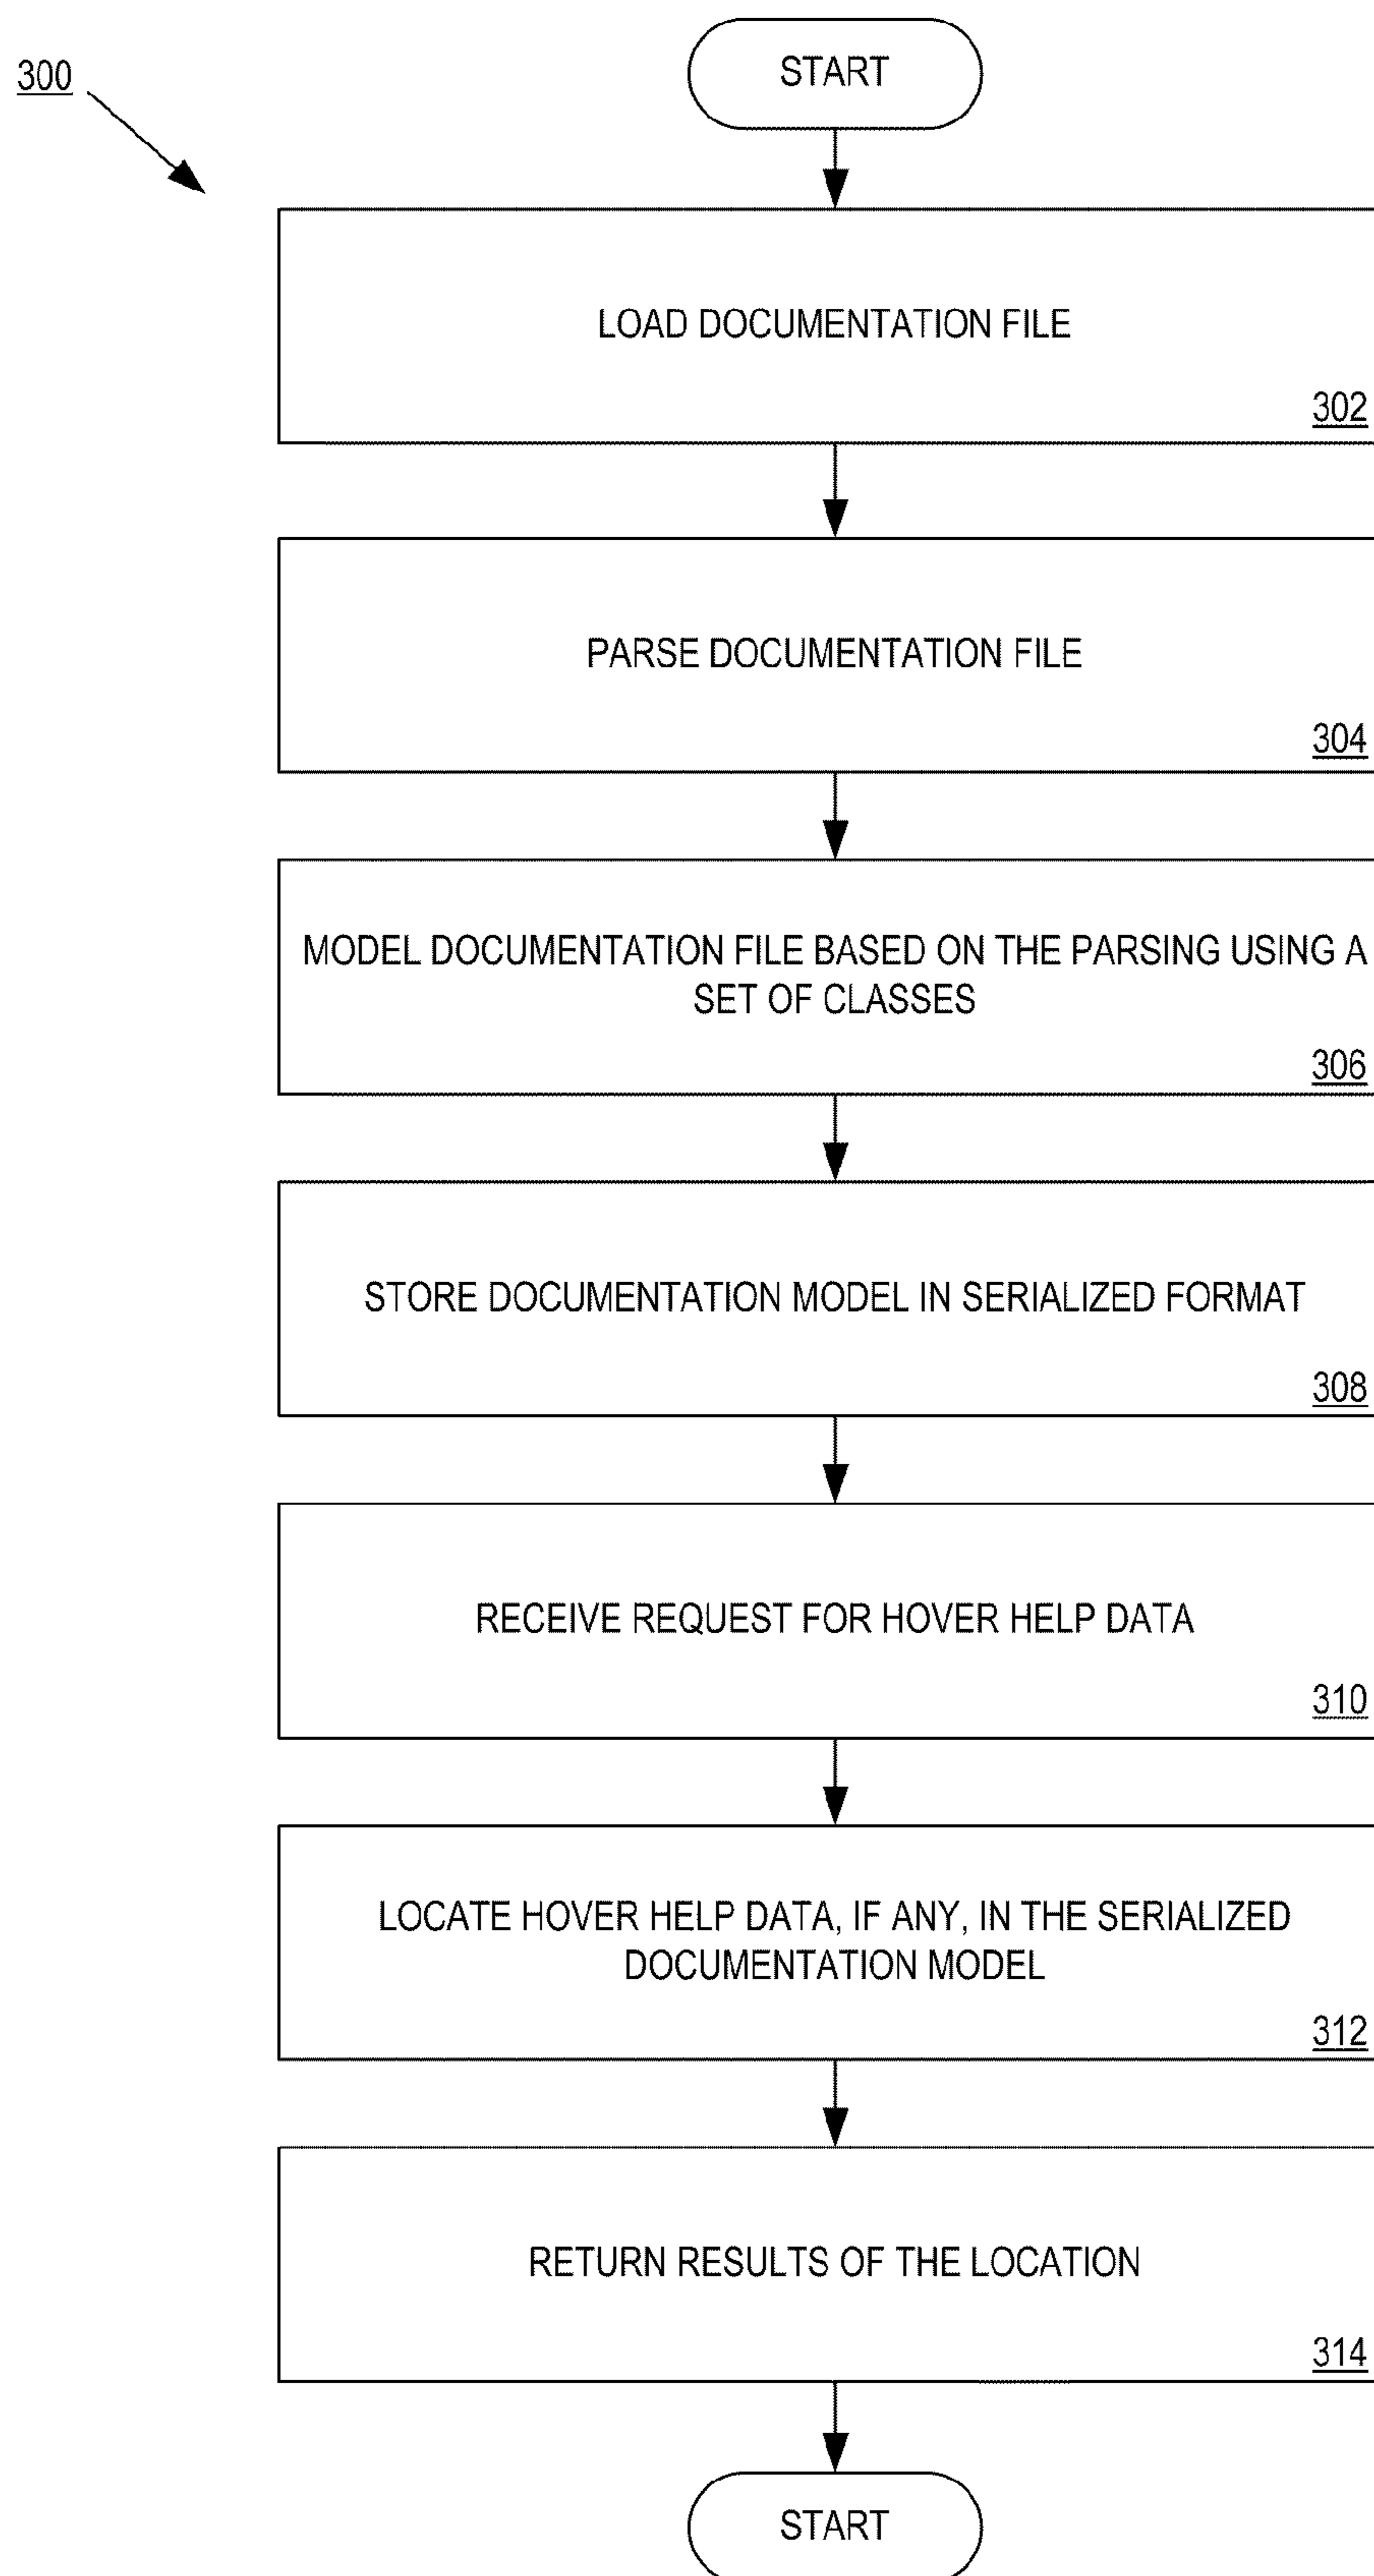 300
START
LOAD DOCUMENTATION FILE
302
PARSE DOCUMENTATION FILE
304
MODEL DOCUMENTATION FILE BASED ON THE PARSING USING A
SET OF CLASSES
306
STORE DOCUMENTATION MODEL IN SERIALIZED FORMAT
308
RECEIVE REQUEST FOR HOVER HELP DATA
310
LOCATE HOVER HELP DATA, IF ANY, IN THE SERIALIZED
DOCUMENTATION MODEL
312
RETURN RESULTS OF THE LOCATION
314
START